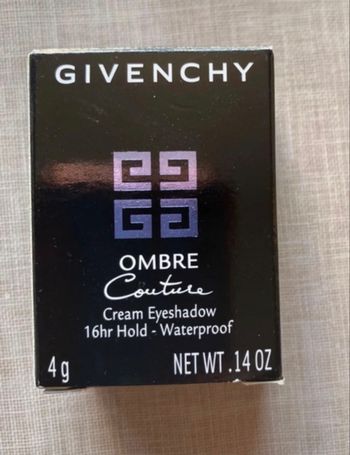 GIVENCHY
OMBRE
Couture
Cream Eyeshadow
16hr Hold - Waterproof
4 g NET WT .14 OZ